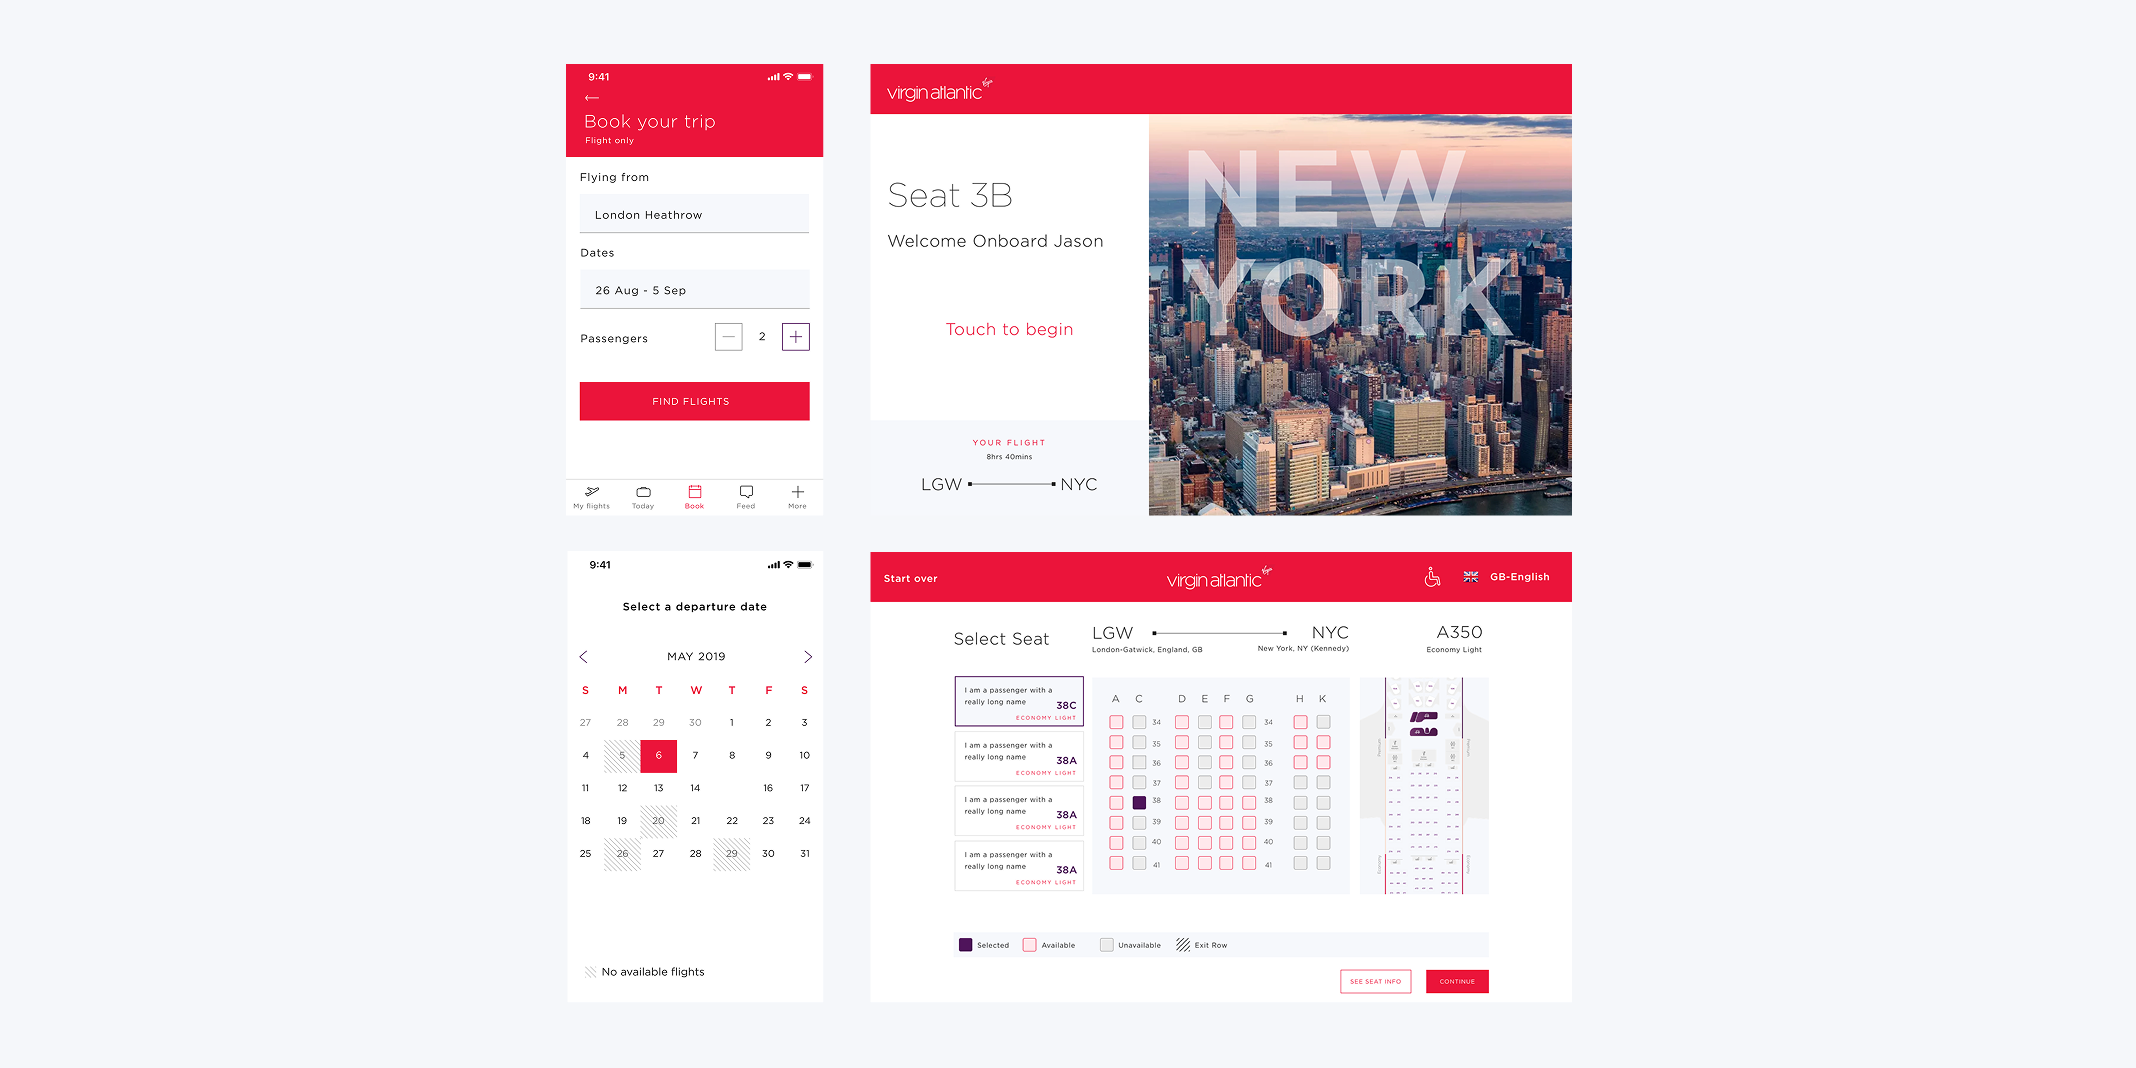 9:41
Book your trip
Flight only
Flying from
London Heathrow
Dates
26 Aug - 5 Sep
Passengers
2
FIND FLIGHTS
My flights Today Book Feed More
virgin atlantic
Seat 3B
Welcome Onboard Jason
Touch to begin
YOUR FLIGHT
8hrs 40mins
LGW NYC
NEW
YORK
9:41
Select a departure date
MAY 2019
S M T W T F S
27 28 29 30 1 2 3
4 5 6 7 8 9 10
11 12 13 14 16 17
18 19 20 21 22 23 24
25 26 27 28 29 30 31
No available flights
Start over
virgin atlantic
GB-English
Select Seat
LGW NYC
London-Gatwick, England, GB New York, NY (Kennedy)
A350
Economy Light
I am a passenger with a
really long name
38C
ECONOMY LIGHT
I am a passenger with a
really long name
38A
ECONOMY LIGHT
I am a passenger with a
really long name
38A
ECONOMY LIGHT
I am a passenger with a
really long name
38A
ECONOMY LIGHT
A C D E F G H K
34 34
35 35
36 36
37 37
38 38
39 39
40 40
41 41
Premium Premium
Economy Economy
Selected Available Unavailable Exit Row
SEE SEAT INFO
CONTINUE